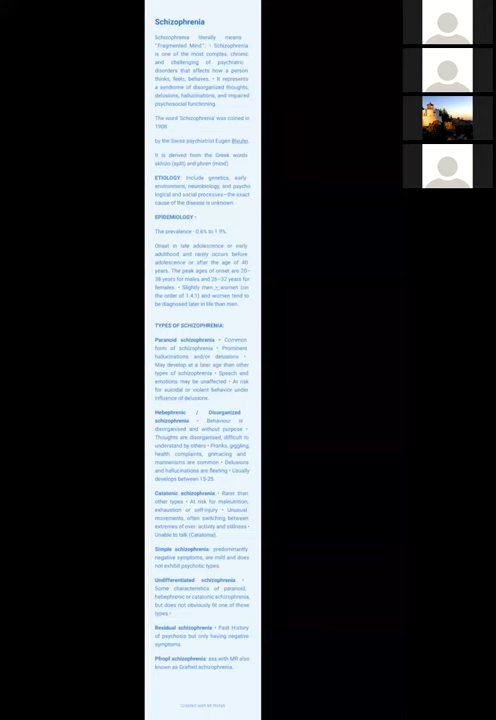 Schizophrenia
Schizophrenia literally means
"Fragmented Mind". • Schizophrenia
is one of the most complex, chronic
and challenging of psychiatric
disorders that affects how a person
thinks, feels, behaves. • It represents
a syndrome of disorganized thoughts,
delusions, hallucinations, and impaired
psychosocial functioning.
The word 'Schizophrenia' was coined in
1908
by the Swiss psychiatrist Eugen Bleuler.
It is derived from the Greek words
skhizo (split) and phren (mind).
ETIOLOGY include genetics, early
environment, neurobiology, and psycho
logical and social processes—the exact
cause of the disease is unknown.
EPIDEMIOLOGY -
The prevalence - 0.6% to 1.9%.
Onset in late adolescence or early
adulthood and rarely occurs before
adolescence or after the age of 40
years. The peak ages of onset are 20–
28 years for males and 26–32 years for
females. • Slightly men > women (on
the order of 1.4:1) and women tend to
be diagnosed later in life than men.
TYPES OF SCHIZOPHRENIA:
Paranoid schizophrenia • Common
form of schizophrenia • Prominent
hallucinations and/or delusions •
May develop at a later age than other
types of schizophrenia • Speech and
emotions may be unaffected • At risk
for suicidal or violent behavior under
influence of delusions.
Hebephrenic / Disorganized
schizophrenia • Behaviour is
disorganised and without purpose •
Thoughts are disorganised, difficult to
understand by others • Pranks, giggling,
health complaints, grimacing and
mannerisms are common • Delusions
and hallucinations are fleeting • Usually
develops between 15-25.
Catatonic schizophrenia • Rarer than
other types • At risk for malnutrition,
exhaustion or self-injury • Unusual
movements, often switching between
extremes of over- activity and stillness •
Unable to talk (Catatonia).
Simple schizophrenia: predominantly
negative symptoms, are mild and does
not exhibit psychotic types.
Undifferentiated schizophrenia •
Some characteristics of paranoid,
hebephrenic or catatonic schizophrenia,
but does not obviously fit one of these
types •
Residual schizophrenia • Past History
of psychosis but only having negative
symptoms.
Pfropf schizophrenia: sss with MR also
known as Grafted schizophrenia.